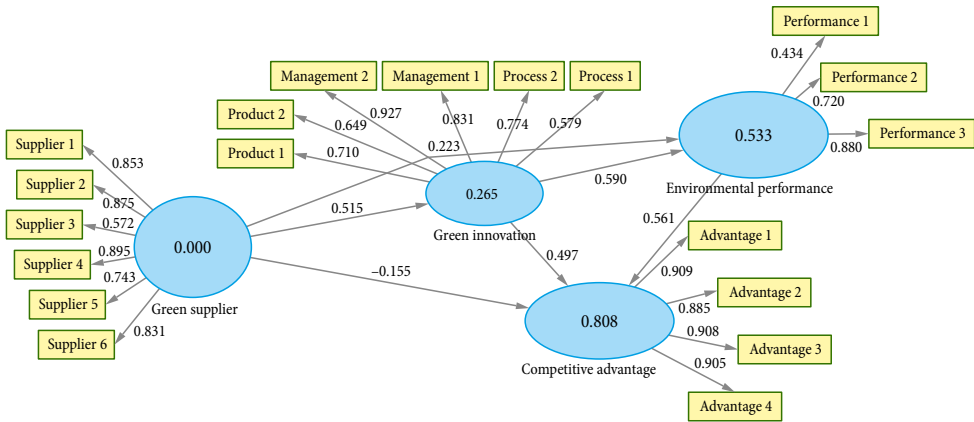 Performance 1
0.434
Management 2
Management 1
Process 2
Process 1
Performance 2
0.720
Product 2
0.927
0.831
0.774
0.579
0.649
Performance 3
0.880
0.533
Supplier 1
Product 1
0.710
0.223
0.853
0.590
Environmental performance
Supplier 2
0.875
0.265
Supplier 3
0.572
0.515
Green innovation
0.561
Advantage 1
0.000
Supplier 4
0.895
0.497
0.909
0.743
−0.155
Advantage 2
0.885
Supplier 5
Green supplier
0.808
0.831
0.908
Supplier 6
Advantage 3
0.905
Competitive advantage
Advantage 4